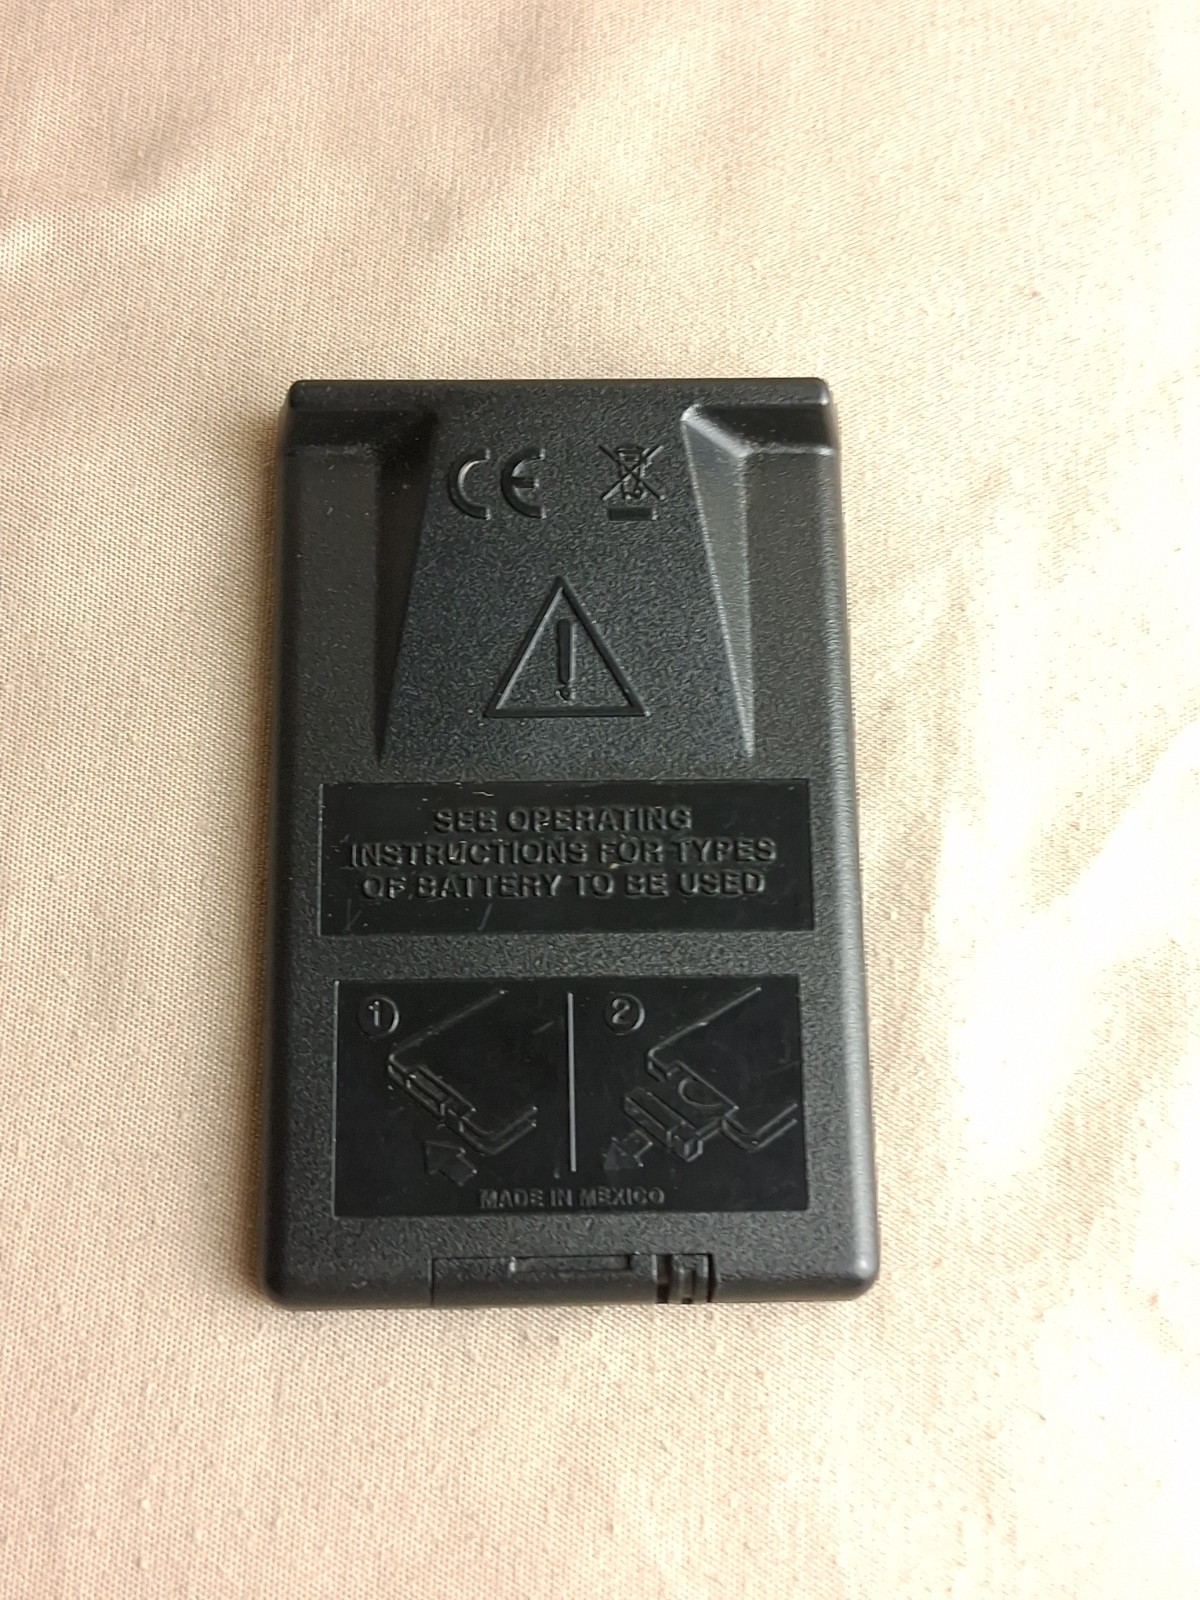 CE
SEE OPERATING
INSTRUCTIONS FOR TYPES
OF BATTERY TO BE USED
1 2
MADE IN MEXICO